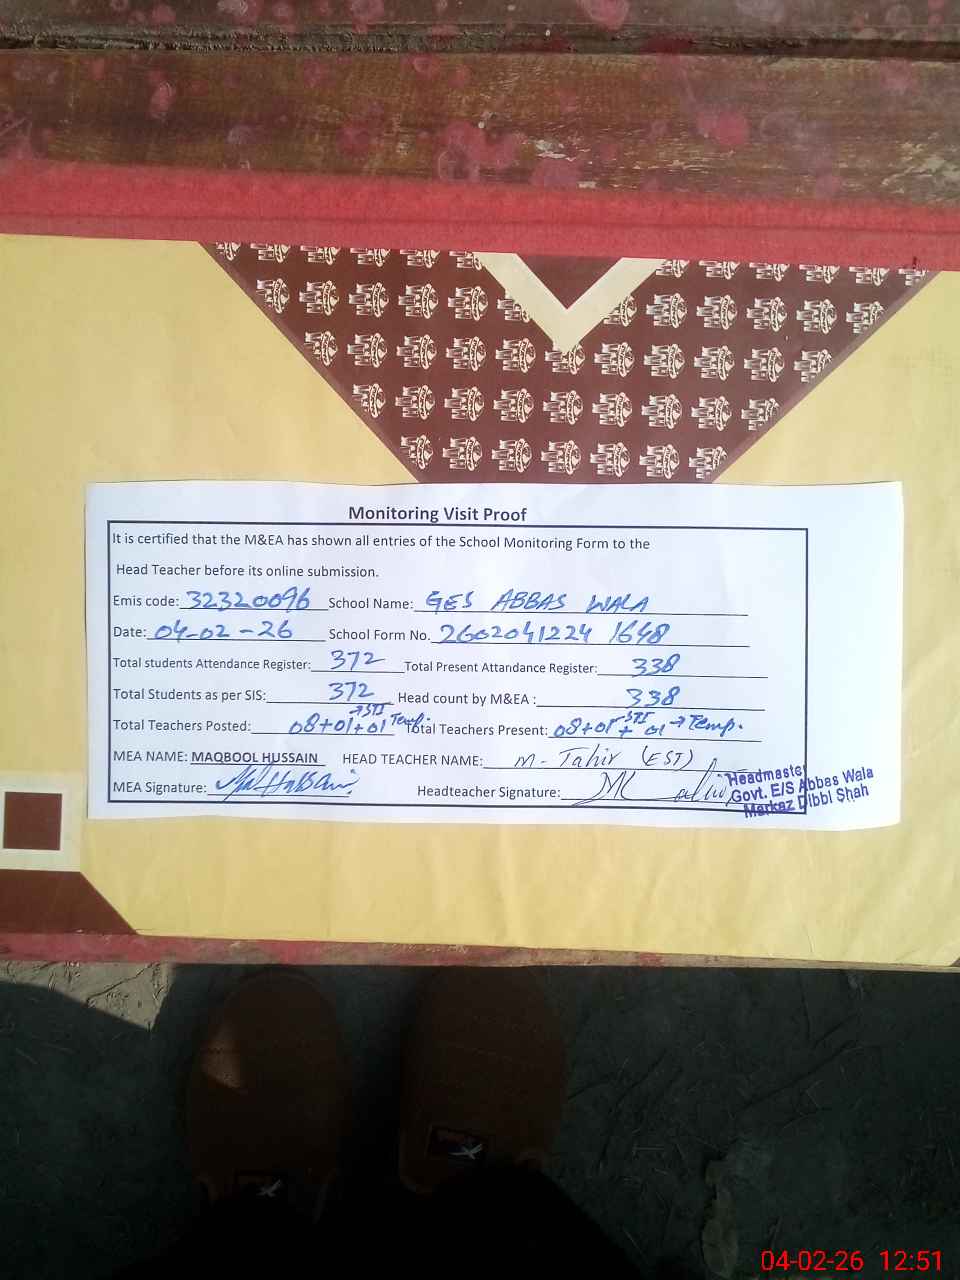 Monitoring Visit Proof
It is certified that the M&EA has shown all entries of the School Monitoring Form to the
Head Teacher before its online submission.
Emis code: 32320096 School Name: GES ABBAS WALA
Date: 04-02-26 School Form No. 2602041224 1648
Total students Attendance Register: 372 Total Present Attandance Register: 338
Total Students as per SIS: 372 Head count by M&EA : 338
Total Teachers Posted: 08+01→STI+01 Temp. Total Teachers Present: 08+01 STI + 01 → Temp.
MEA NAME: MAQBOOL HUSSAIN HEAD TEACHER NAME: M- Tahir (EST)
MEA Signature: Headteacher Signature:
Headmaster
Govt. E/S Abbas Wala
Markaz Dibbi Shah
04-02-26 12:51